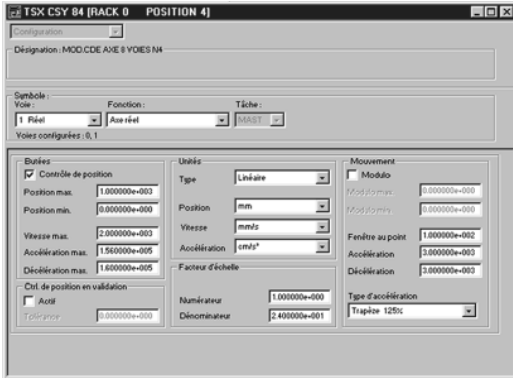 TSX CSY 84 [RACK 0 POSITION 4]
Configuration
Désignation : MOD.CDE AXE 8 VOIES N4
Symbole :
Voie : Fonction : Tâche :
1 Réel Axe réel MAST
Voies configurées : 0, 1
Butées
Contrôle de position
Position max. 1.000000e+003
Position min. 0.000000e+000
Vitesse max. 2.000000e+003
Accélération max. 1.560000e+005
Décélération max. 1.600000e+005
Ctrl. de position en validation
Actif
Tolérance 0.000000e+000
Unités
Type Linéaire
Position mm
Vitesse mm/s
Accélération cm/s²
Facteur d'échelle
Numérateur 1.000000e+000
Dénominateur 2.400000e+001
Mouvement
Modulo
Modulo max 0.000000e+000
Modulo min 0.000000e+000
Fenêtre au point 1.000000e+002
Accélération 3.000000e+003
Décélération 3.000000e+003
Type d'accélération
Trapèze 125%